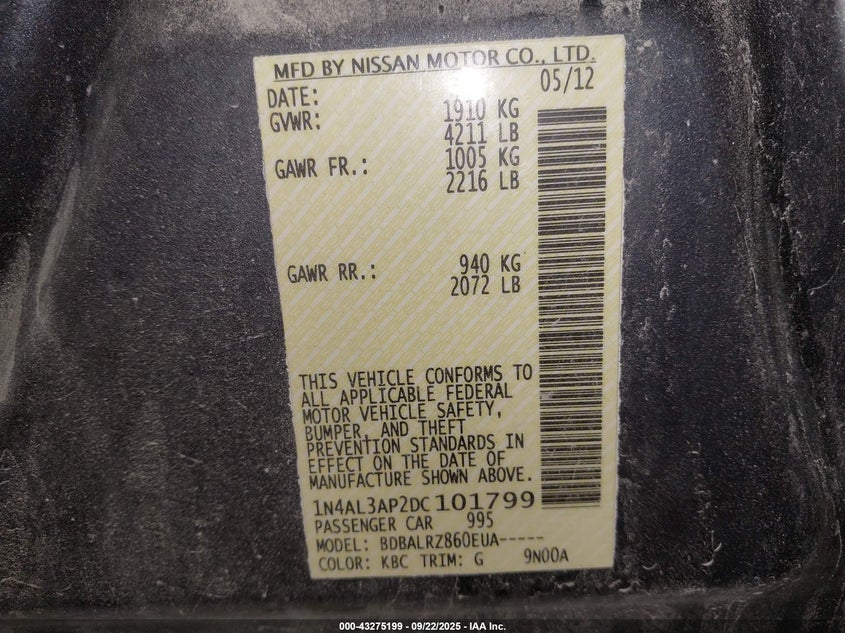 MFD BY NISSAN MOTOR CO., LTD.
DATE: 05/12
GVWR: 1910 KG
4211 LB
GAWR FR.: 1005 KG
2216 LB
GAWR RR.: 940 KG
2072 LB
THIS VEHICLE CONFORMS TO
ALL APPLICABLE FEDERAL
MOTOR VEHICLE SAFETY,
BUMPER, AND THEFT
PREVENTION STANDARDS IN
EFFECT ON THE DATE OF
MANUFACTURE SHOWN ABOVE.
1N4AL3AP2DC101799
PASSENGER CAR 995
MODEL: BDBALRZ860EUA-----
COLOR: KBC TRIM: G 9N00A
000-43275199 - 09/22/2025 - IAA Inc.